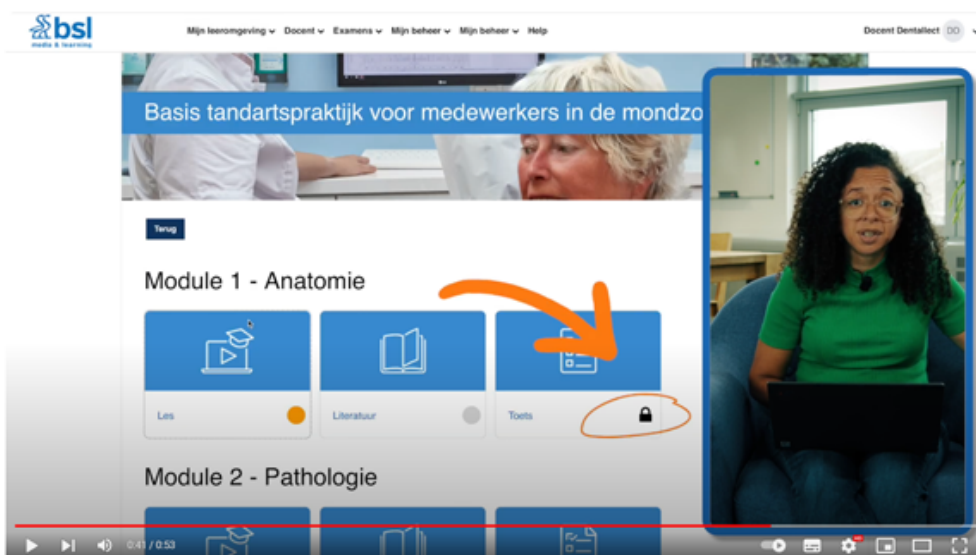 bsl
media & learning
Mijn leeromgeving Docent Examens Mijn beheer Mijn beheer Help
Docent Dentallect DD
Basis tandartspraktijk voor medewerkers in de mondzo
Terug
Module 1 - Anatomie
Les
Literatuur
Toets
Module 2 - Pathologie
0:41 / 0:53